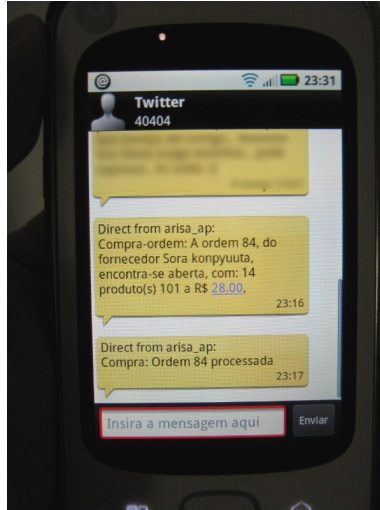 @ 23:31
Twitter
40404
Direct from arisa_ap:
Compra-ordem: A ordem 84, do
fornecedor Sora konpyuuta,
encontra-se aberta, com: 14
produto(s) 101 a R$ 28.00,
23:16
Direct from arisa_ap:
Compra: Ordem 84 processada
23:17
Insira a mensagem aqui Enviar